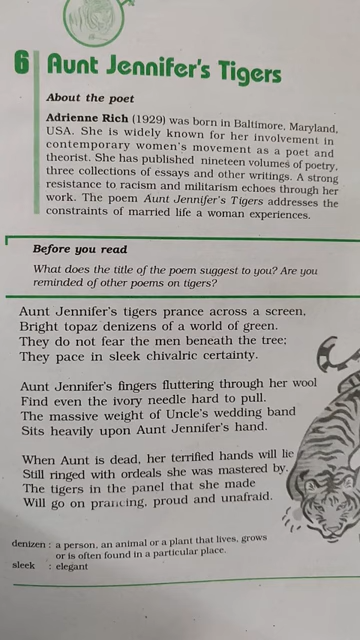 6 Aunt Jennifer's Tigers
About the poet
Adrienne Rich (1929) was born in Baltimore, Maryland,
USA. She is widely known for her involvement in
contemporary women's movement as a poet and
theorist. She has published nineteen volumes of poetry,
three collections of essays and other writings. A strong
resistance to racism and militarism echoes through her
work. The poem Aunt Jennifer's Tigers addresses the
constraints of married life a woman experiences.
Before you read
What does the title of the poem suggest to you? Are you
reminded of other poems on tigers?
Aunt Jennifer's tigers prance across a screen,
Bright topaz denizens of a world of green.
They do not fear the men beneath the tree;
They pace in sleek chivalric certainty.
Aunt Jennifer's fingers fluttering through her wool
Find even the ivory needle hard to pull.
The massive weight of Uncle's wedding band
Sits heavily upon Aunt Jennifer's hand.
When Aunt is dead, her terrified hands will lie
Still ringed with ordeals she was mastered by.
The tigers in the panel that she made
Will go on prancing, proud and unafraid.
denizen : a person, an animal or a plant that lives, grows
or is often found in a particular place.
sleek : elegant